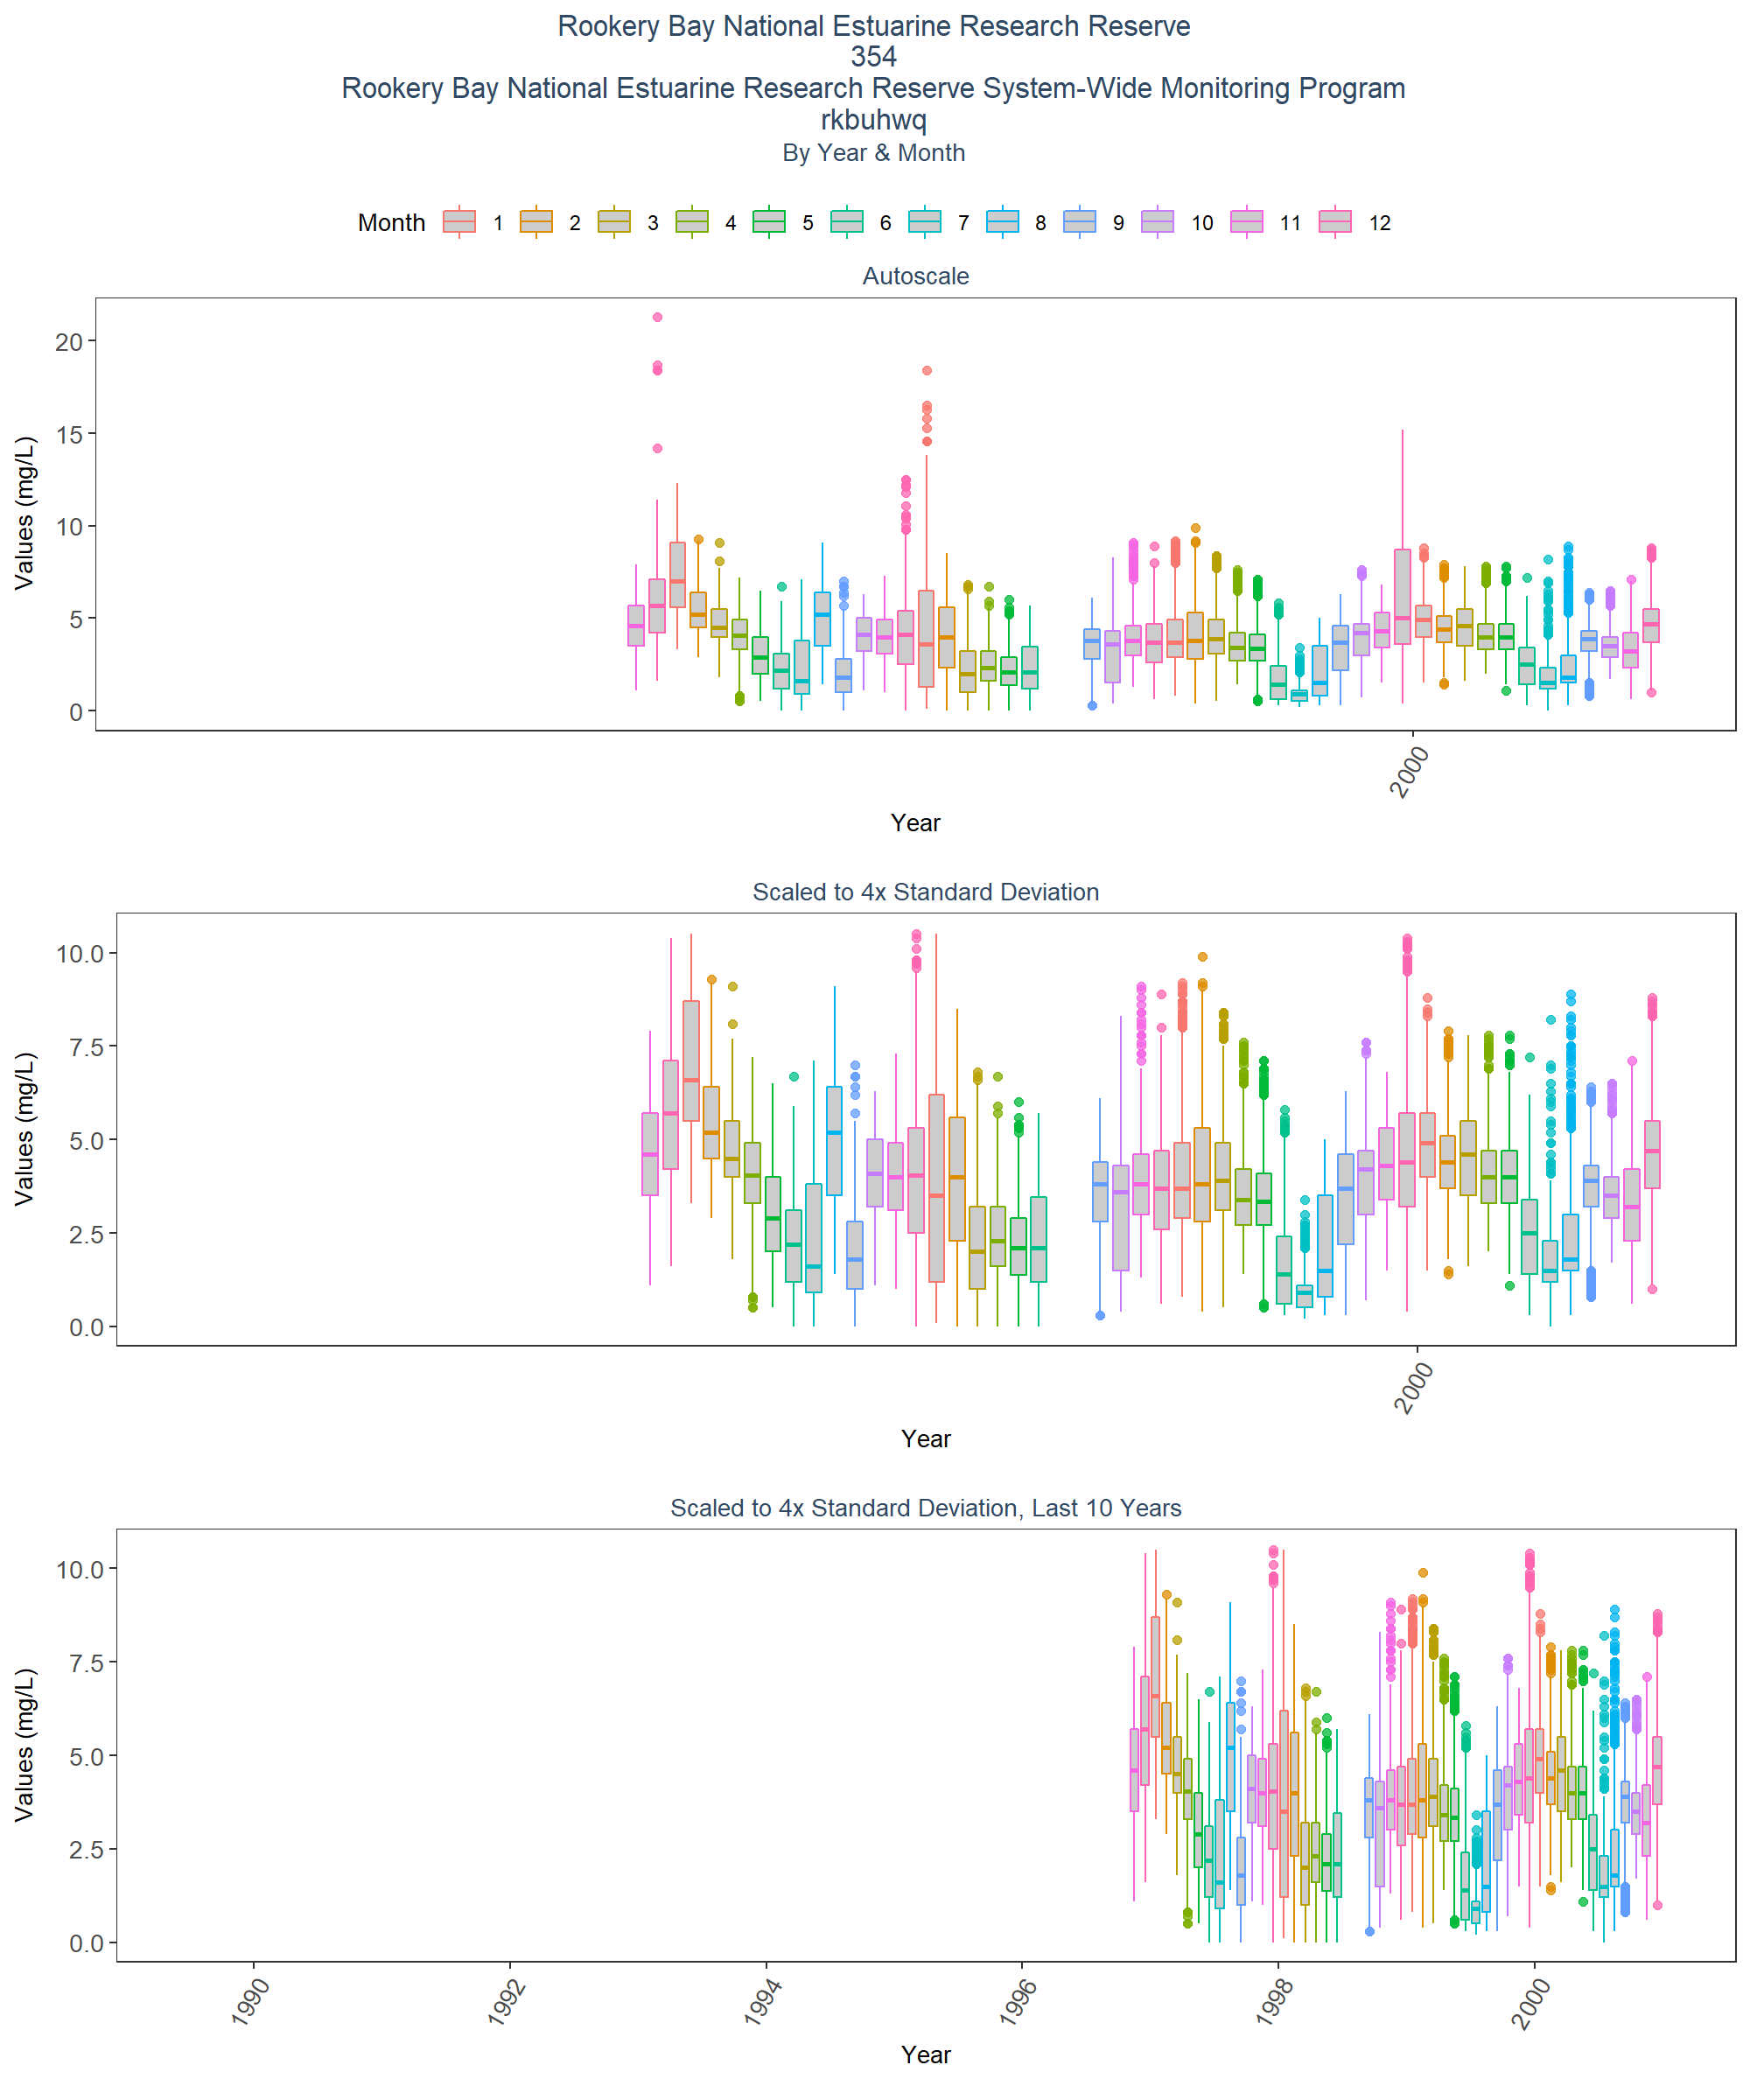 Rookery Bay National Estuarine Research Reserve
354
Rookery Bay National Estuarine Research Reserve System-Wide Monitoring Program
rkbuhwq
By Year & Month
Month 1 2 3 4 5 6 7 8 9 10 11 12
Autoscale
Values (mg/L)
20
15
10
5
0
2000
Year
Scaled to 4x Standard Deviation
Values (mg/L)
10.0
7.5
5.0
2.5
0.0
2000
Year
Scaled to 4x Standard Deviation, Last 10 Years
Values (mg/L)
10.0
7.5
5.0
2.5
0.0
1990 1992 1994 1996 1998 2000
Year